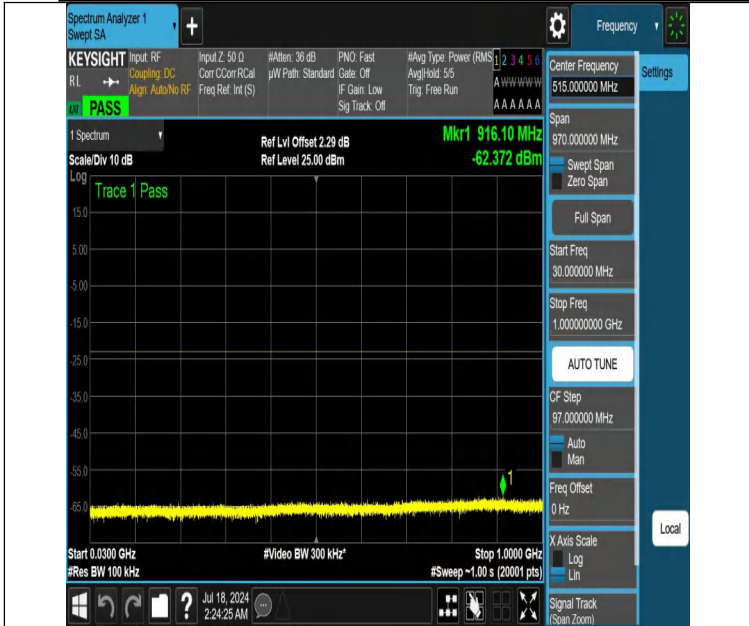 Spectrum Analyzer 1
Swept SA
Frequency
KEYSIGHT
RL
PASS
Input: RF
Coupling: DC
Align: Auto/No RF
Input Z: 50 Ω
Corr CCorr RCal
Freq Ref: Int (S)
#Atten: 36 dB
µW Path: Standard
PNO: Fast
Gate: Off
IF Gain: Low
Sig Track: Off
#Avg Type: Power (RMS
Avg|Hold: 5/5
Trig: Free Run
1 2 3 4 5 6
A W W W W W
A A A A A A
1 Spectrum
Scale/Div 10 dB
Ref Lvl Offset 2.29 dB
Ref Level 25.00 dBm
Mkr1 916.10 MHz
-62.372 dBm
Log
Trace 1 Pass
15.0
5.00
-5.00
-15.0
-25.0
-35.0
-45.0
-55.0
-65.0
1
Start 0.0300 GHz
#Res BW 100 kHz
#Video BW 300 kHz*
Stop 1.0000 GHz
#Sweep ~1.00 s (20001 pts)
Center Frequency
515.000000 MHz
Settings
Span
970.000000 MHz
Swept Span
Zero Span
Full Span
Start Freq
30.000000 MHz
Stop Freq
1.000000000 GHz
AUTO TUNE
CF Step
97.000000 MHz
Auto
Man
Freq Offset
0 Hz
X Axis Scale
Log
Lin
Local
Signal Track
(Span Zoom)
?
Jul 18, 2024
2:24:25 AM